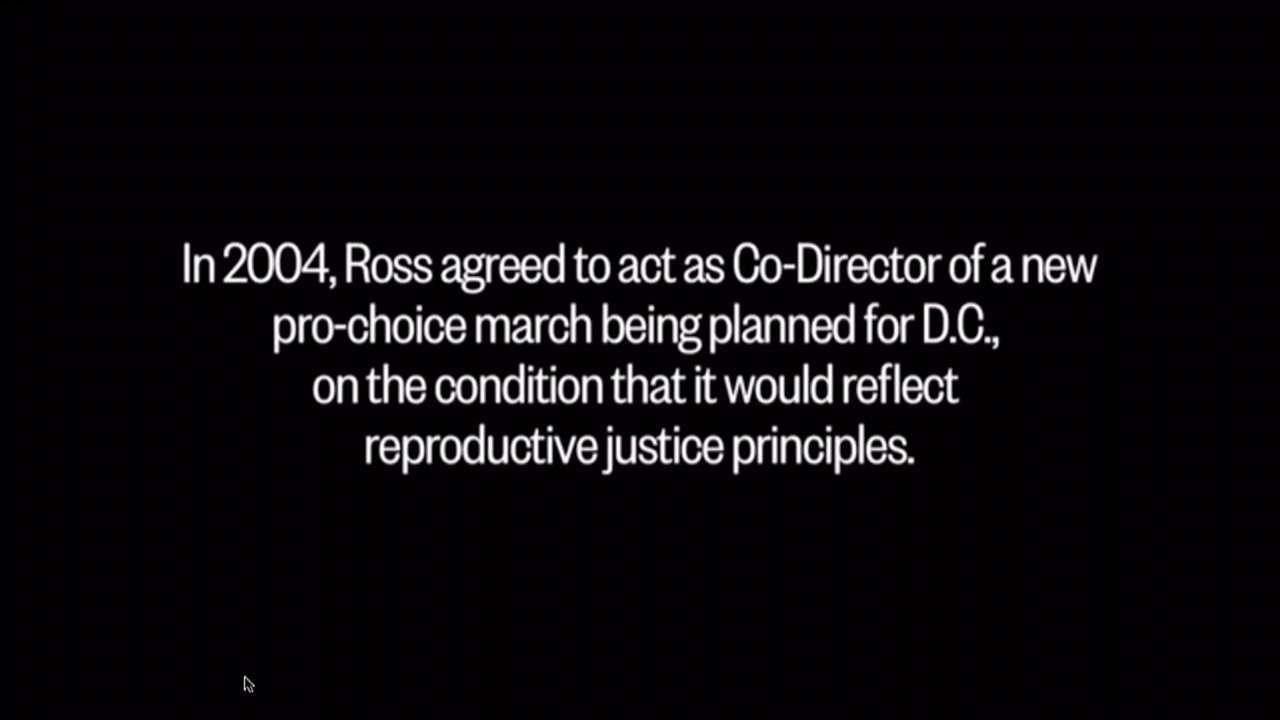 In 2004, Ross agreed to act as Co-Director of a new
pro-choice march being planned for D.C.,
on the condition that it would reflect
reproductive justice principles.